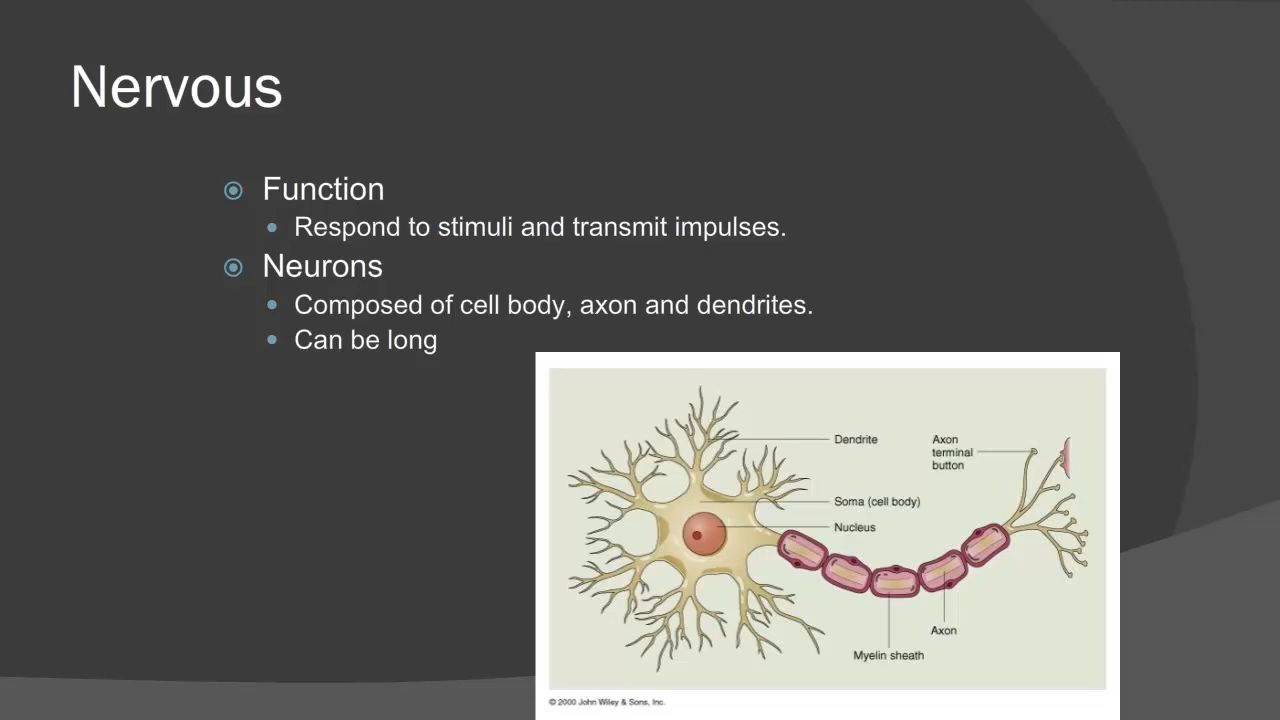 Nervous
Function
Respond to stimuli and transmit impulses.
Neurons
Composed of cell body, axon and dendrites.
Can be long
Dendrite
Axon
terminal
button
Soma (cell body)
Nucleus
Axon
Myelin sheath
© 2000 John Wiley & Sons, Inc.